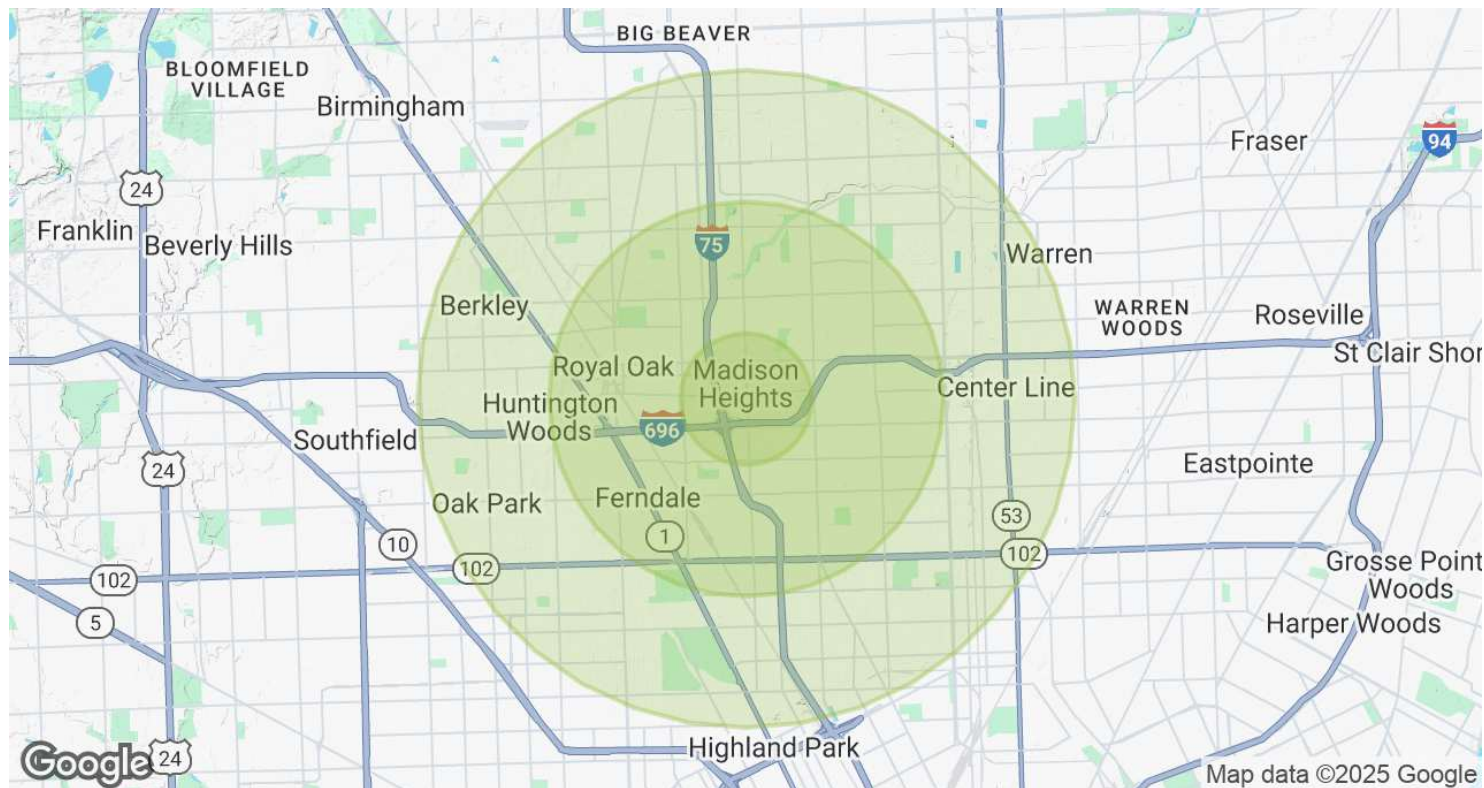 BIG BEAVER
BLOOMFIELD
VILLAGE
Birmingham
Fraser
94
24
Franklin
Beverly Hills
75
Warren
Berkley
WARREN
WOODS
Roseville
St Clair Shor
Royal Oak
Madison
Heights
Center Line
Huntington
Woods
696
Southfield
24
Eastpointe
Oak Park
Ferndale
53
1
10
102
102
102
Grosse Point
Woods
5
Harper Woods
Highland Park
24
Google
Map data ©2025 Google